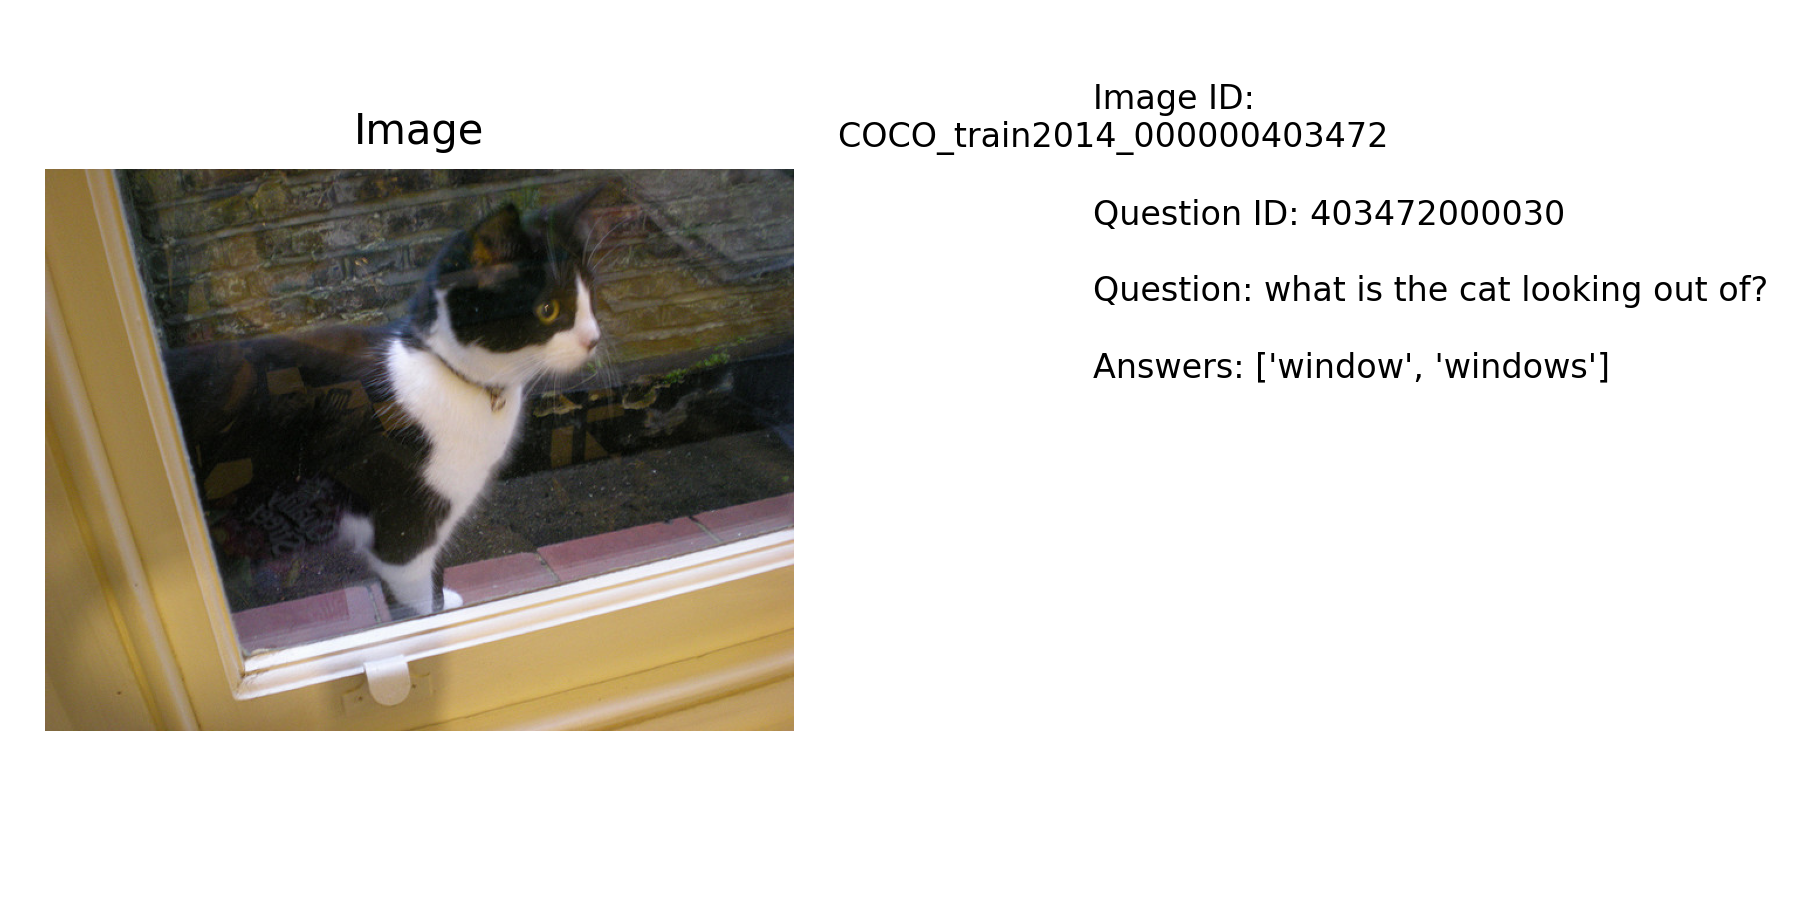 Image
Image ID:
COCO_train2014_000000403472
Question ID: 403472000030
Question: what is the cat looking out of?
Answers: ['window', 'windows']